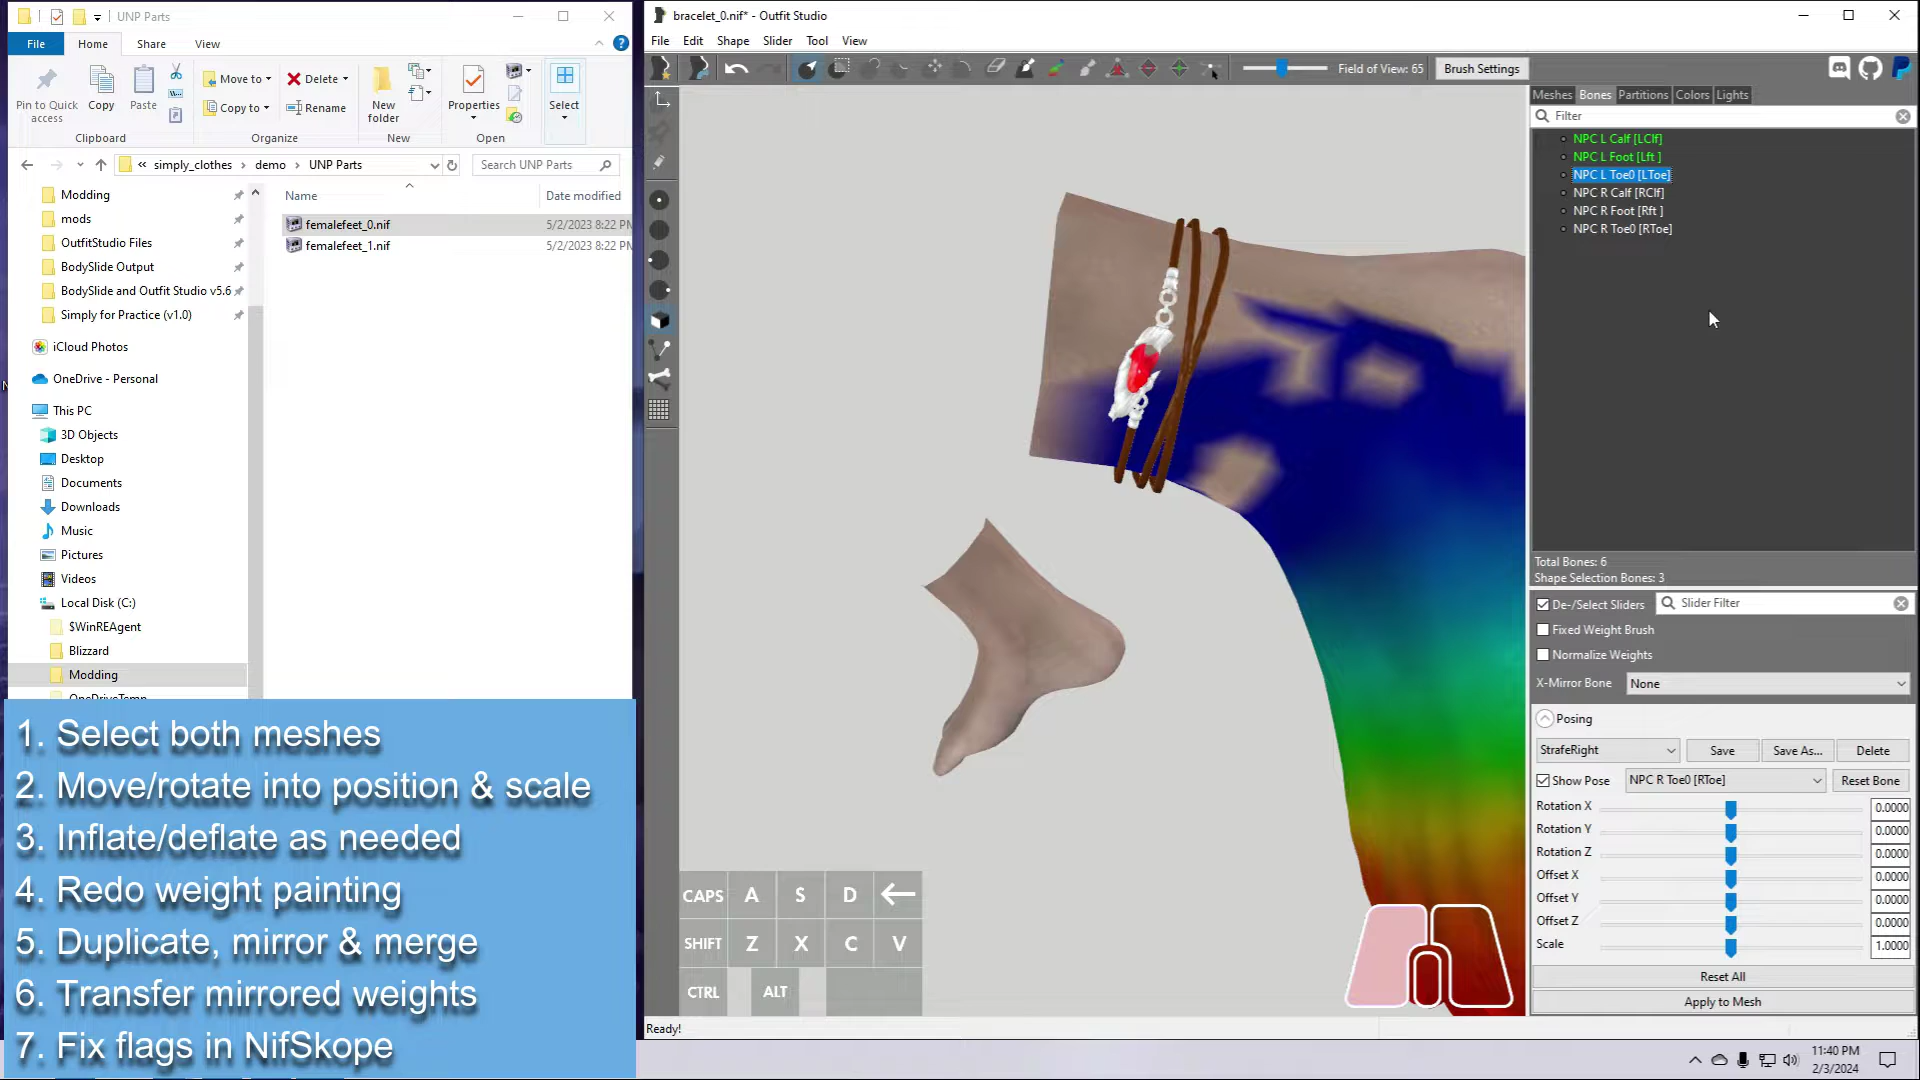 UNP Parts
File
Home
Share
View
Pin to Quick access
Copy
Paste
Move to
Copy to
Delete
Rename
New folder
Properties
Select
Clipboard
Organize
New
Open
« simply_clothes › demo › UNP Parts
Search UNP Parts
Name
Date modified
Modding
mods
OutfitStudio Files
BodySlide Output
BodySlide and Outfit Studio v5.6
Simply for Practice (v1.0)
iCloud Photos
OneDrive - Personal
This PC
3D Objects
Desktop
Documents
Downloads
Music
Pictures
Videos
Local Disk (C:)
$WinREAgent
Blizzard
Modding
OneDriveTemp
femalefeet_0.nif
5/2/2023 8:22 PM
femalefeet_1.nif
5/2/2023 8:22 PM
1. Select both meshes
2. Move/rotate into position & scale
3. Inflate/deflate as needed
4. Redo weight painting
5. Duplicate, mirror & merge
6. Transfer mirrored weights
7. Fix flags in NifSkope
bracelet_0.nif* - Outfit Studio
File
Edit
Shape
Slider
Tool
View
Field of View: 65
Brush Settings
Meshes
Bones
Partitions
Colors
Lights
Filter
NPC L Calf [LClf]
NPC L Foot [Lft ]
NPC L Toe0 [LToe]
NPC R Calf [RClf]
NPC R Foot [Rft ]
NPC R Toe0 [RToe]
Total Bones: 6
Shape Selection Bones: 3
De-/Select Sliders
Slider Filter
Fixed Weight Brush
Normalize Weights
X-Mirror Bone
None
Posing
StrafeRight
Save
Save As...
Delete
Show Pose
NPC R Toe0 [RToe]
Reset Bone
Rotation X
0.0000
Rotation Y
0.0000
Rotation Z
0.0000
Offset X
0.0000
Offset Y
0.0000
Offset Z
0.0000
Scale
1.0000
Reset All
Apply to Mesh
CAPS A S D ←
SHIFT Z X C V
CTRL ALT
Ready!
11:40 PM
2/3/2024